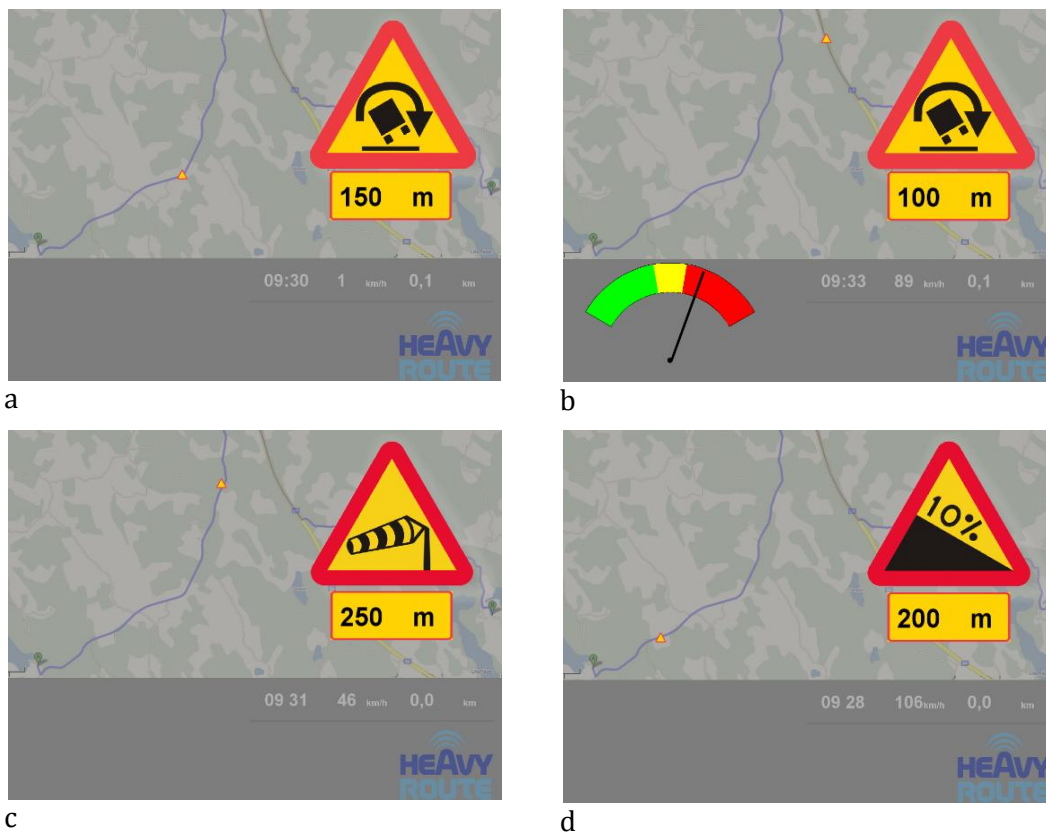 150 m
09:30 1 km/h 0,1 km
HEAVY
ROUTE
a
100 m
09:33 89 km/h 0,1 km
HEAVY
ROUTE
b
250 m
09 31 46 km/h 0,0 km
HEAVY
ROUTE
c
10%
200 m
09 28 106km/h 0,0 km
HEAVY
ROUTE
d